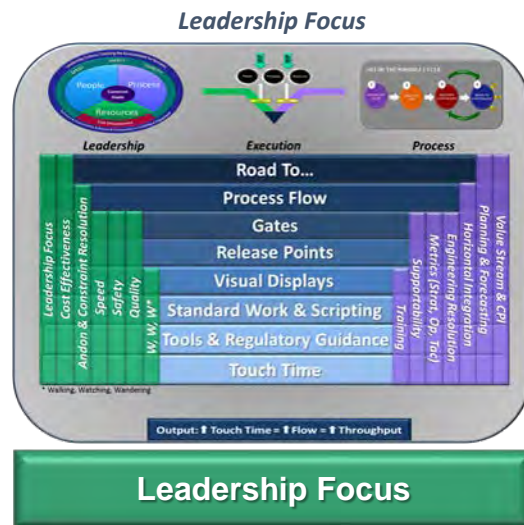 Leadership Focus
People
Process
Resources
Leadership
Execution
Process
Road To...
Process Flow
Gates
Release Points
Visual Displays
Standard Work & Scripting
Tools & Regulatory Guidance
Touch Time
Leadership Focus
Cost Effectiveness
Andon & Constraint Resolution
Speed
Safety
Quality
W, W, W*
Training
Supportability
Metrics (Strat, Op, Tac)
Engineering Resolution
Horizontal Integration
Planning & Forecasting
Value Stream & CPI
* Walking, Watching, Wandering
Output: ⬆ Touch Time = ⬆ Flow = ⬆ Throughput
Leadership Focus